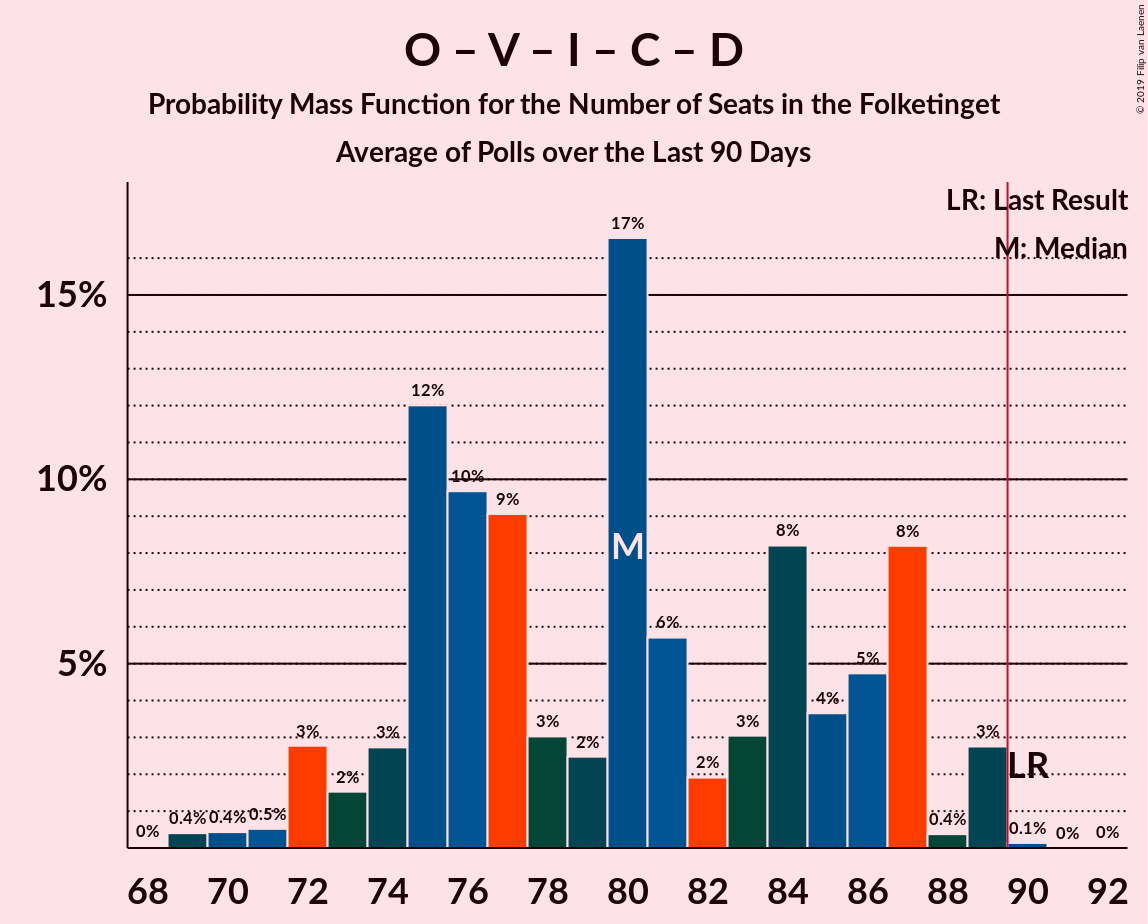 O – V – I – C – D
Probability Mass Function for the Number of Seats in the Folketinget
Average of Polls over the Last 90 Days
© 2019 Filip van Laenen
LR: Last Result
M: Median
15%
10%
5%
0% 0.4% 0.4% 0.5% 3% 2% 3% 12% 10% 9% 3% 2% 17% 6% 2% 3% 8% 4% 5% 8% 0.4% 3% 0.1% 0% 0%
M
LR
68 70 72 74 76 78 80 82 84 86 88 90 92